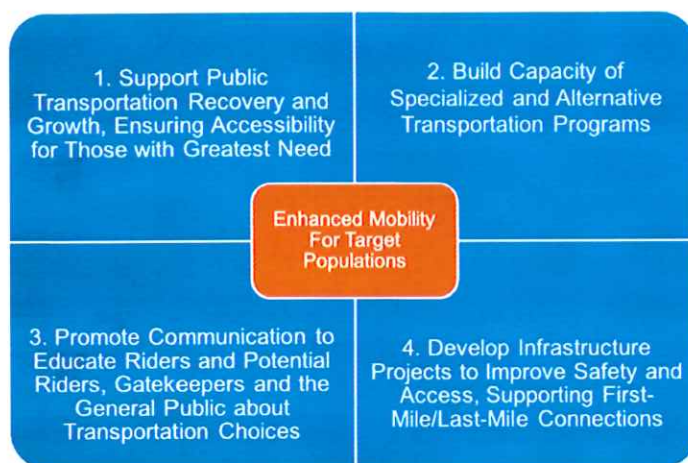 1. Support Public
Transportation Recovery and
Growth, Ensuring Accessibility
for Those with Greatest Need
2. Build Capacity of
Specialized and Alternative
Transportation Programs
Enhanced Mobility
For Target
Populations
3. Promote Communication to
Educate Riders and Potential
Riders, Gatekeepers and the
General Public about
Transportation Choices
4. Develop Infrastructure
Projects to Improve Safety and
Access, Supporting First-
Mile/Last-Mile Connections